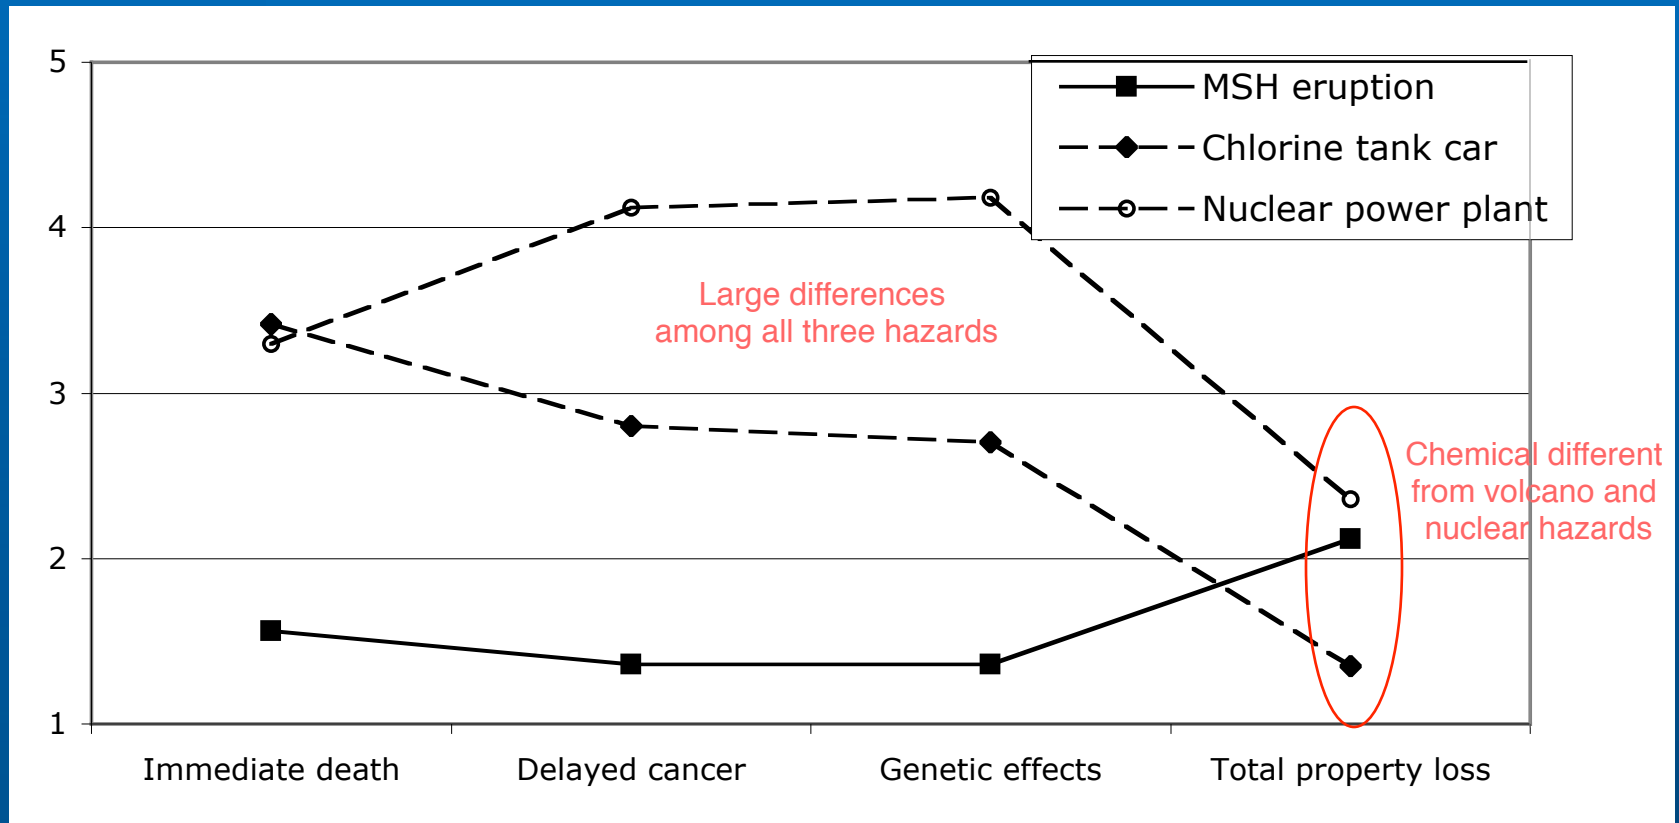 5
MSH eruption
Chlorine tank car
Nuclear power plant
4
Large differences
among all three hazards
3
Chemical different
from volcano and
nuclear hazards
2
1
Immediate death
Delayed cancer
Genetic effects
Total property loss